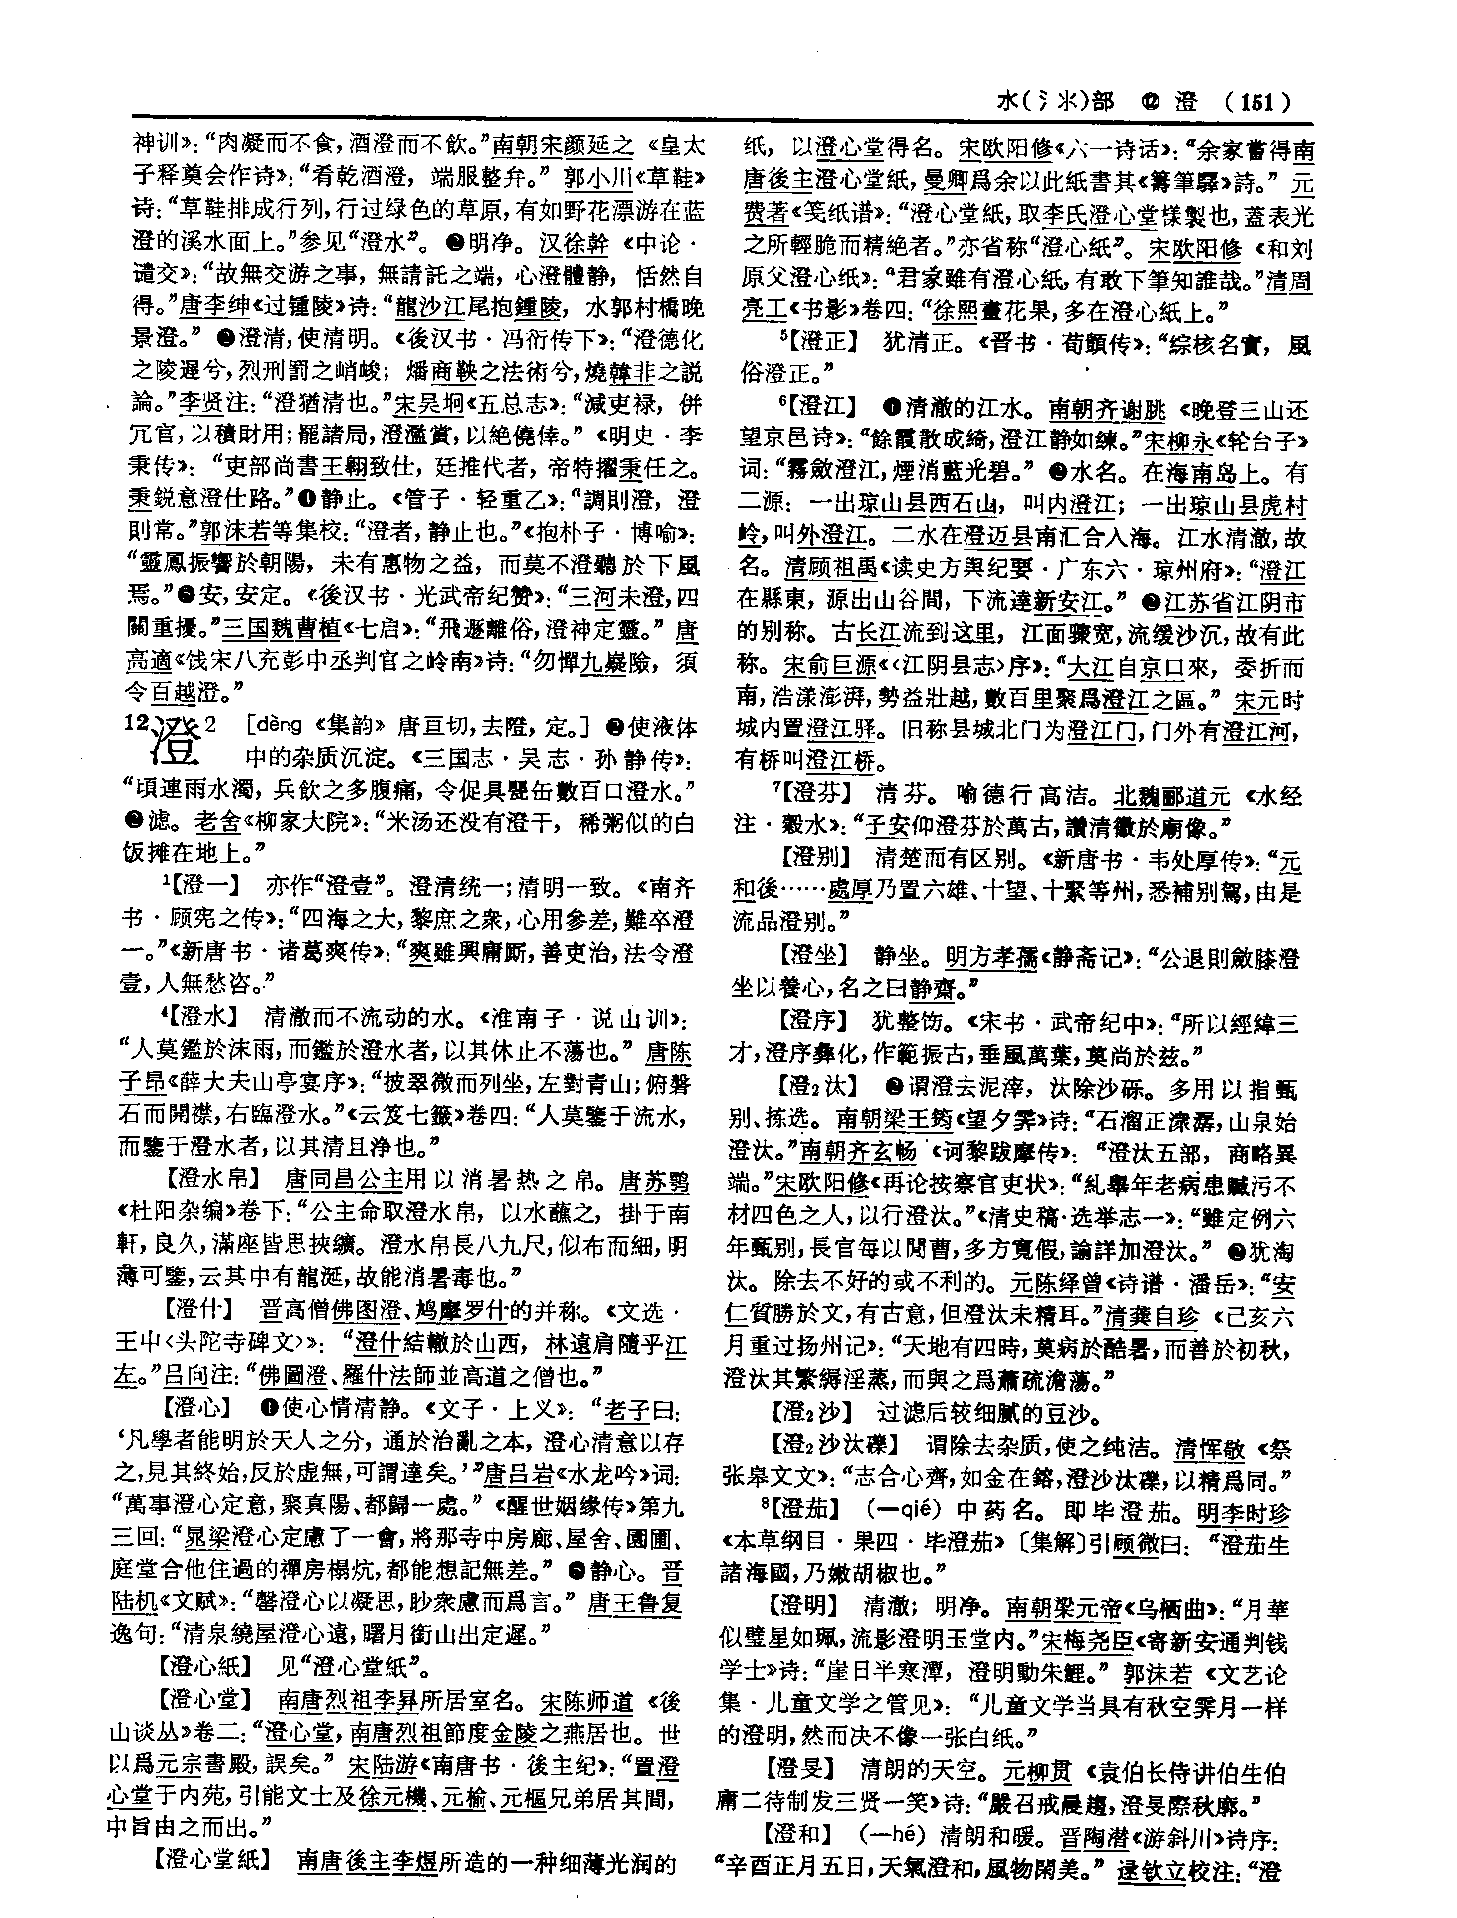 水(氵氺)部 ⑫ 澄 (151)
神训》：“肉凝而不食，酒澄而不飲。”南朝宋颜延之《皇太
子释奠会作诗》：“肴乾酒澄，端服整弁。”郭小川《草鞋》
诗：“草鞋排成行列，行过绿色的草原，有如野花漂游在蓝
澄的溪水面上。”参见“澄水”。❷明净。汉徐幹《中论·
谴交》：“故無交游之事，無請託之端，心澄體静，恬然自
得。”唐李绅《过锺陵》诗：“龍沙江尾抱鍾陵，水郭村橋晚
景澄。”❸澄清，使清明。《後汉书·冯衍传下》：“澄德化
之陵遲兮，烈刑罰之峭峻；燔商鞅之法術兮，燒韓非之説
論。”李贤注：“澄猶清也。”宋吴坰《五总志》：“減吏禄，併
冗官，以積財用；罷諸局，澄濫賞，以絶僥倖。”《明史·李
秉传》：“吏部尚書王翱致仕，廷推代者，帝特擢秉任之。
秉鋭意澄仕路。”❹静止。《管子·轻重乙》：“調則澄，澄
則常。”郭沫若等集校：“澄者，静止也。”《抱朴子·博喻》：
“靈鳳振響於朝陽，未有惠物之益，而莫不澄聽於下風
焉。”❺安，安定。《後汉书·光武帝纪赞》：“三河未澄，四
關重擾。”三国魏曹植《七启》：“飛遯離俗，澄神定靈。”唐
高適《饯宋八充彭中丞判官之岭南》诗：“勿憚九嶷險，須
令百越澄。”
12澄2 [dèng《集韵》唐亘切，去隥，定。]❶使液体
中的杂质沉淀。《三国志·吴志·孙静传》：
“頃連雨水濁，兵飲之多腹痛，令促具甖缶數百口澄水。”
❷滤。老舍《柳家大院》：“米汤还没有澄干，稀粥似的白
饭摊在地上。”
1【澄一】 亦作“澄壹”。澄清统一；清明一致。《南齐
书·顾宪之传》：“四海之大，黎庶之衆，心用參差，難卒澄
一。”《新唐书·诸葛爽传》：“爽雖興庸厮，善吏治，法令澄
壹，人無愁咨。”
4【澄水】 清澈而不流动的水。《淮南子·说山训》：
“人莫鑑於沫雨，而鑑於澄水者，以其休止不蕩也。”唐陈
子昂《薛大夫山亭宴序》：“披翠微而列坐，左對青山；俯磐
石而開襟，右臨澄水。”《云笈七籤》卷四：“人莫鑒于流水，
而鑒于澄水者，以其清且净也。”
【澄水帛】 唐同昌公主用以消暑热之帛。唐苏鹗
《杜阳杂编》卷下：“公主命取澄水帛，以水蘸之，掛于南
軒，良久，滿座皆思挾纊。澄水帛長八九尺，似布而細，明
薄可鑒，云其中有龍涎，故能消暑毒也。”
【澄什】 晋高僧佛图澄、鸠摩罗什的并称。《文选·
王屮〈头陀寺碑文〉》：“澄什結轍於山西，林遠肩隨乎江
左。”吕向注：“佛圖澄、羅什法師並高道之僧也。”
【澄心】 ❶使心情清静。《文子·上义》：“老子曰：
‘凡學者能明於天人之分，通於治亂之本，澄心清意以存
之，見其終始，反於虚無，可謂達矣。’”唐吕岩《水龙吟》词：
“萬事澄心定意，聚真陽、都歸一處。”《醒世姻缘传》第九
三回：“晁梁澄心定慮了一會，將那寺中房廊、屋舍、園圃、
庭堂合他住過的禪房榻炕，都能想記無差。”❷静心。晋
陆机《文赋》：“罄澄心以凝思，眇衆慮而爲言。”唐王鲁复
逸句：“清泉繞屋澄心遠，曙月銜山出定遲。”
【澄心紙】 见“澄心堂紙”。
【澄心堂】 南唐烈祖李昇所居室名。宋陈师道《後
山谈丛》卷二：“澄心堂，南唐烈祖節度金陵之燕居也。世
以爲元宗書殿，誤矣。”宋陆游《南唐书·後主纪》：“置澄
心堂于内苑，引能文士及徐元機、元榆、元樞兄弟居其間，
中旨由之而出。”
【澄心堂紙】 南唐後主李煜所造的一种细薄光润的
纸，以澄心堂得名。宋欧阳修《六一诗话》：“余家嘗得南
唐後主澄心堂紙，曼卿爲余以此紙書其《籌筆驛》詩。”元
费著《笺纸谱》：“澄心堂紙，取李氏澄心堂様製也，蓋表光
之所輕脆而精絶者。”亦省称“澄心紙”。宋欧阳修《和刘
原父澄心纸》：“君家雖有澄心紙，有敢下筆知誰哉。”清周
亮工《书影》卷四：“徐熙畫花果，多在澄心紙上。”
5【澄正】 犹清正。《晋书·荀顗传》：“綜核名實，風
俗澄正。”
6【澄江】 ❶清澈的江水。南朝齐谢朓《晚登三山还
望京邑诗》：“餘霞散成綺，澄江静如練。”宋柳永《轮台子》
词：“霧斂澄江，煙消藍光碧。”❷水名。在海南岛上。有
二源：一出琼山县西石山，叫内澄江；一出琼山县虎村
岭，叫外澄江。二水在澄迈县南汇合入海。江水清澈，故
名。清顾祖禹《读史方舆纪要·广东六·琼州府》：“澄江
在縣東，源出山谷間，下流達新安江。”❸江苏省江阴市
的别称。古长江流到这里，江面骤宽，流缓沙沉，故有此
称。宋俞巨源《〈江阴县志〉序》：“大江自京口來，委折而
南，浩漾澎湃，勢益壯越，數百里聚爲澄江之區。”宋元时
城内置澄江驿。旧称县城北门为澄江门，门外有澄江河，
有桥叫澄江桥。
7【澄芬】 清芬。喻德行高洁。北魏郦道元《水经
注·穀水》：“子安仰澄芬於萬古，讚清徽於廟像。”
【澄别】 清楚而有区别。《新唐书·韦处厚传》：“元
和後……處厚乃置六雄、十望、十緊等州，悉補别駕，由是
流品澄别。”
【澄坐】 静坐。明方孝孺《静斋记》：“公退則斂膝澄
坐以養心，名之曰静齋。”
【澄序】 犹整饬。《宋书·武帝纪中》：“所以經緯三
才，澄序彝化，作範振古，垂風萬葉，莫尚於兹。”
【澄2汰】 ❶谓澄去泥滓，汰除沙砾。多用以指甄
别、拣选。南朝梁王筠《望夕霁》诗：“石溜正潨潺，山泉始
澄汰。”南朝齐玄畅《诃黎跋摩传》：“澄汰五部，商略異
端。”宋欧阳修《再论按察官吏状》：“糺舉年老病患贓污不
材四色之人，以行澄汰。”《清史稿·选举志一》：“雖定例六
年甄别，長官每以閒曹，多方寬假，諭詳加澄汰。”❷犹淘
汰。除去不好的或不利的。元陈绎曾《诗谱·潘岳》：“安
仁質勝於文，有古意，但澄汰未精耳。”清龚自珍《己亥六
月重过扬州记》：“天地有四時，莫病於酷暑，而善於初秋，
澄汰其繁縟淫蒸，而與之爲蕭疏澹蕩。”
【澄2沙】 过滤后较细腻的豆沙。
【澄2沙汰礫】 谓除去杂质，使之纯洁。清恽敬《祭
张皋文文》：“志合心齊，如金在鎔，澄沙汰礫，以精爲同。”
8【澄茄】 (—qié) 中药名。即毕澄茄。明李时珍
《本草纲目·果四·毕澄茄》〔集解〕引顾微曰：“澄茄生
諸海國，乃嫩胡椒也。”
【澄明】 清澈；明净。南朝梁元帝《乌栖曲》：“月華
似璧星如珮，流影澄明玉堂内。”宋梅尧臣《寄新安通判钱
学士》诗：“崖日半寒潭，澄明動朱鯉。”郭沫若《文艺论
集·儿童文学之管见》：“儿童文学当具有秋空霁月一样
的澄明，然而决不像一张白纸。”
【澄旻】 清朗的天空。元柳贯《袁伯长侍讲伯生伯
庸二待制发三贤一笑》诗：“嚴召戒晨趨，澄旻際秋廓。”
【澄和】 (—hé) 清朗和暖。晋陶潜《游斜川》诗序：
“辛酉正月五日，天氣澄和，風物閑美。”逯钦立校注：“澄